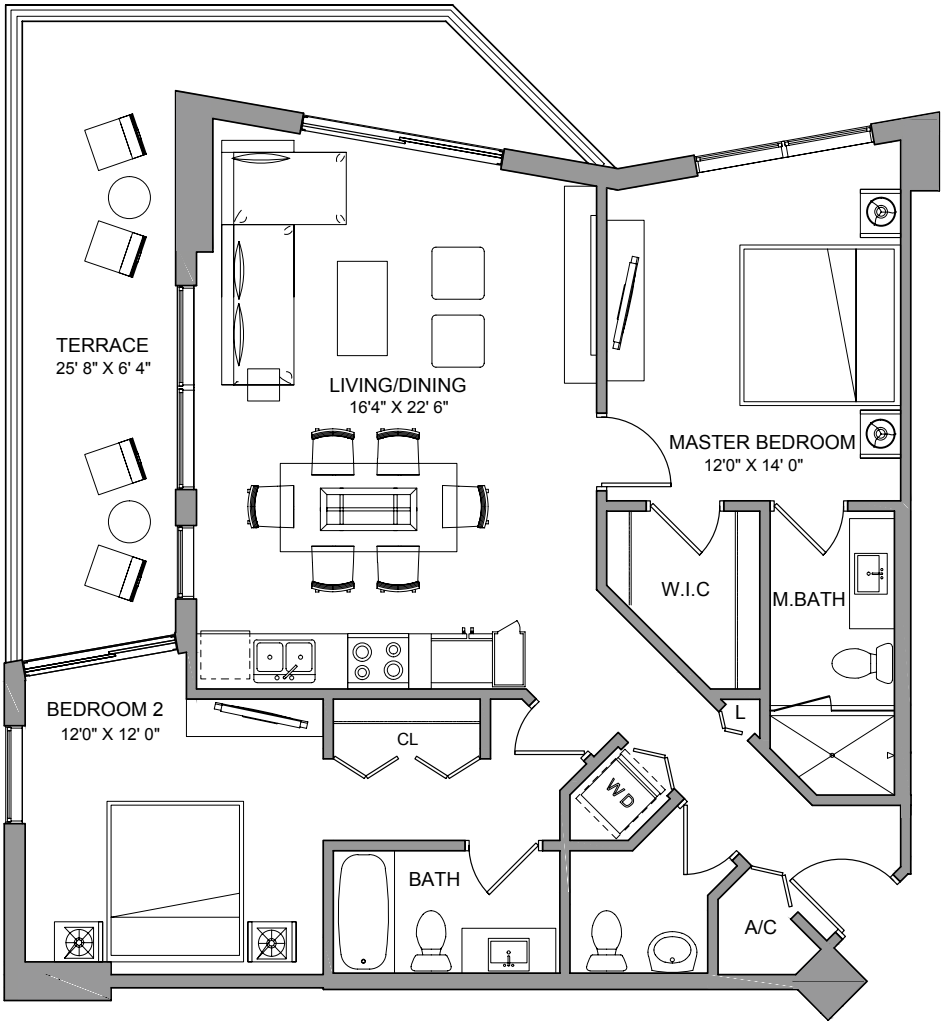 TERRACE
25' 8" X 6' 4"
LIVING/DINING
16'4" X 22' 6"
MASTER BEDROOM
12'0" X 14' 0"
W.I.C
M.BATH
BEDROOM 2
12'0" X 12' 0"
L
CL
WD
BATH
A/C